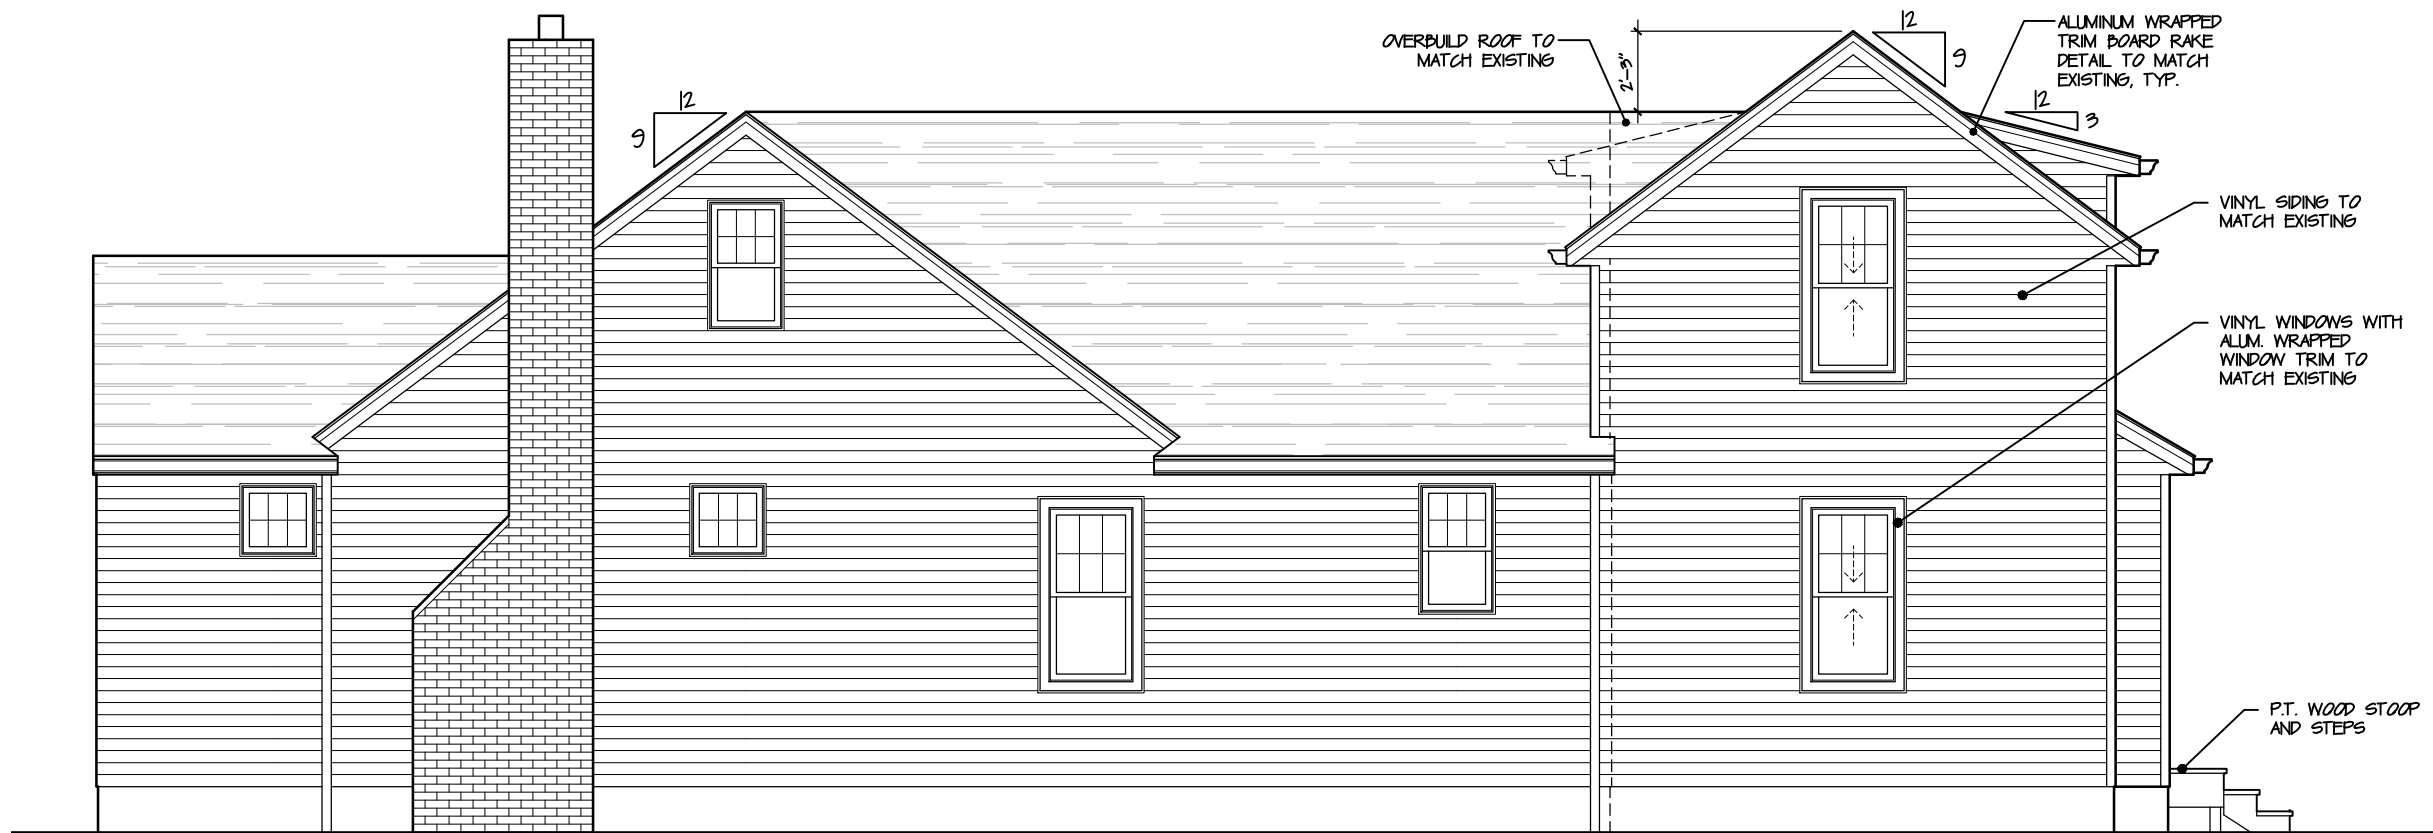 OVERBUILD ROOF TO
MATCH EXISTING
2'-3"
12
9
ALUMINUM WRAPPED
TRIM BOARD RAKE
DETAIL TO MATCH
EXISTING, TYP.
12
9
12
3
VINYL SIDING TO
MATCH EXISTING
VINYL WINDOWS WITH
ALUM. WRAPPED
WINDOW TRIM TO
MATCH EXISTING
P.T. WOOD STOOP
AND STEPS